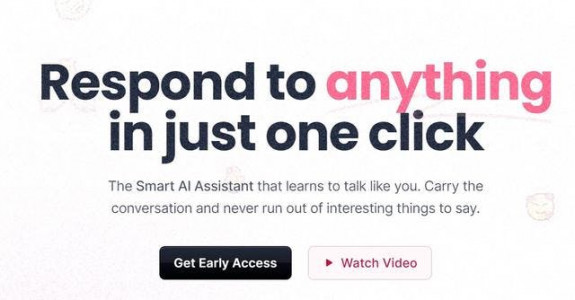 Respond to anything
in just one click
The Smart AI Assistant that learns to talk like you. Carry the
conversation and never run out of interesting things to say.
Get Early Access
Watch Video